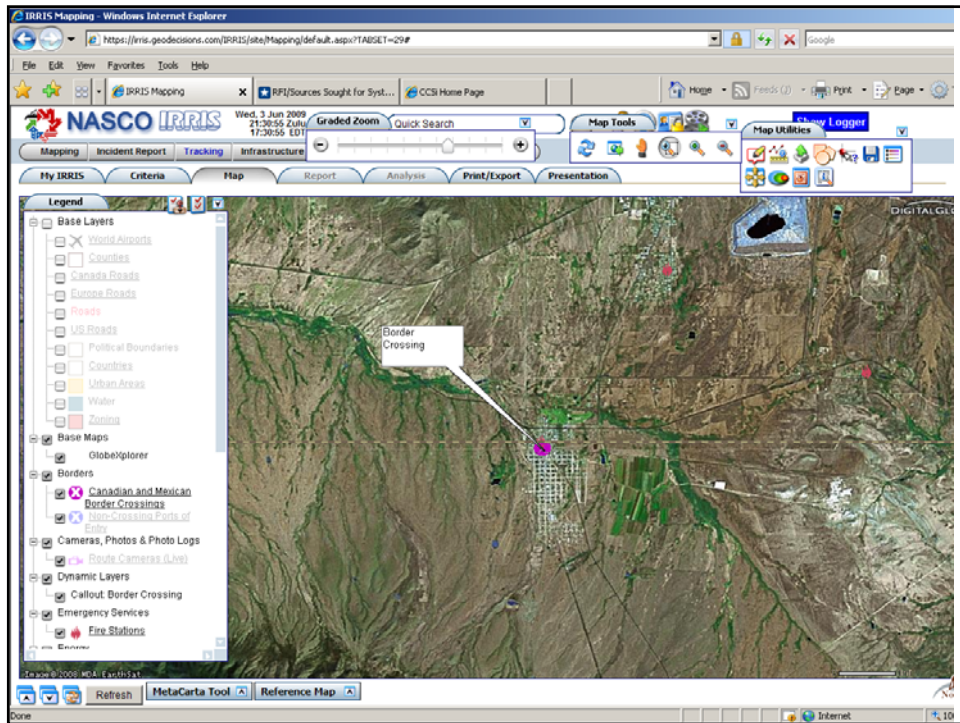 IRRIS Mapping - Windows Internet Explorer
https://irris.geodecisions.com/IRRIS/site/Mapping/default.aspx?TABSET=29#
Google
File Edit View Favorites Tools Help
IRRIS Mapping
RFI/Sources Sought for Syst...
CCSI Home Page
Home
Feeds (J)
Print
Page
NASCO IRRIS
Wed, 3 Jun 2009
21:30:55 Zulu
17:30:55 EDT
Graded Zoom
Quick Search
Map Tools
Show Logger
Map Utilities
Mapping
Incident Report
Tracking
Infrastructure
My IRRIS
Criteria
Map
Report
Analysis
Print/Export
Presentation
Legend
DIGITALGLO
Base Layers
World Airports
Counties
Canada Roads
Europe Roads
Roads
US Roads
Political Boundaries
Countries
Urban Areas
Water
Zoning
Base Maps
GlobeXplorer
Borders
Canadian and Mexican
Border Crossings
Non-Crossing Ports of
Entry
Cameras, Photos & Photo Logs
Route Cameras (Live)
Dynamic Layers
Callout: Border Crossing
Emergency Services
Fire Stations
Energy
Border
Crossing
Image © 2008 MDA EarthSat
Refresh
MetaCarta Tool
Reference Map
No
Done
Internet
10